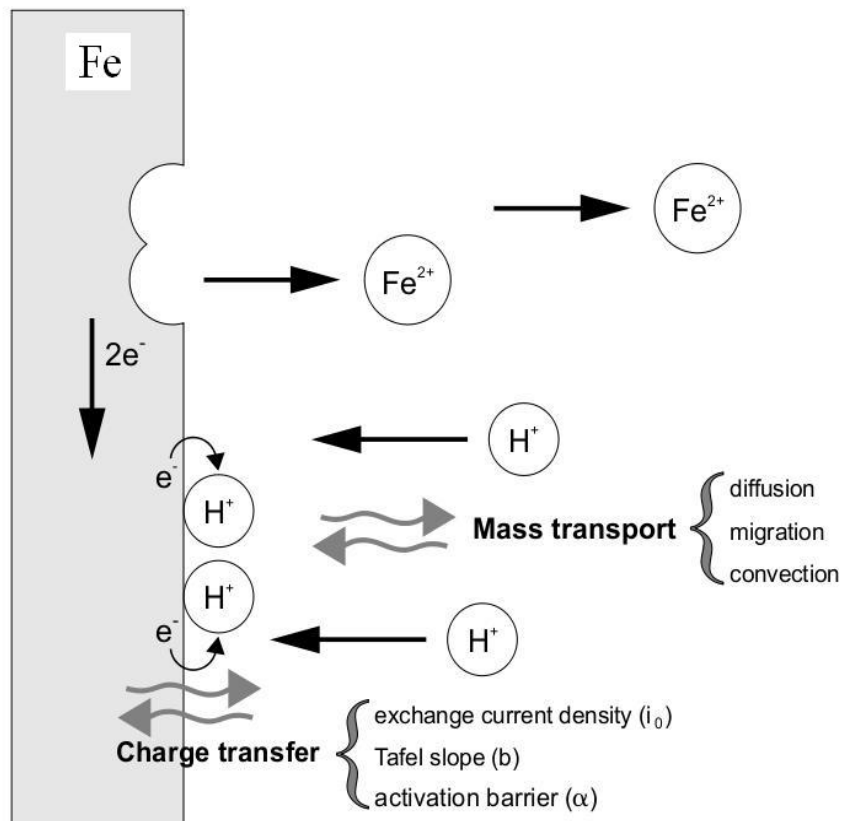 Fe
Fe²⁺
Fe²⁺
2e⁻
H⁺
e⁻
H⁺
diffusion
Mass transport
migration
convection
H⁺
e⁻
H⁺
exchange current density (i₀)
Charge transfer
Tafel slope (b)
activation barrier (α)